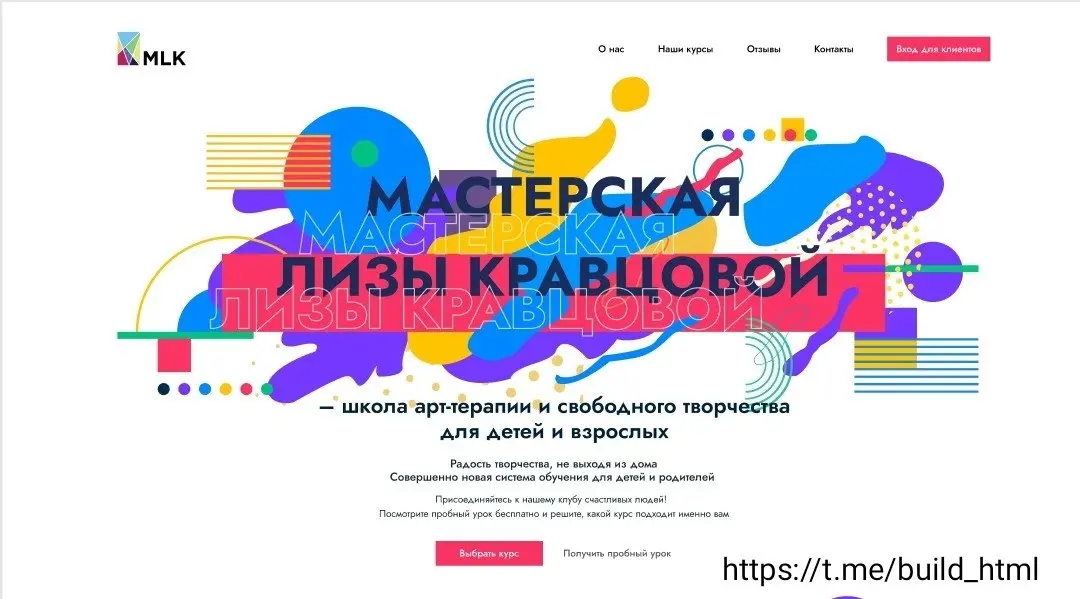 MLK
О нас
Наши курсы
Отзывы
Контакты
Вход для клиентов
МАСТЕРСКАЯ
МАСТЕРСКАЯ
ЛИЗЫ КРАВЦОВОЙ
ЛИЗЫ КРАВЦОВОЙ
– школа арт-терапии и свободного творчества
для детей и взрослых
Радость творчества, не выходя из дома
Совершенно новая система обучения для детей и родителей
Присоединяйтесь к нашему клубу счастливых людей!
Посмотрите пробный урок бесплатно и решите, какой курс подходит именно вам
Выбрать курс
Получить пробный урок
https://t.me/build_html